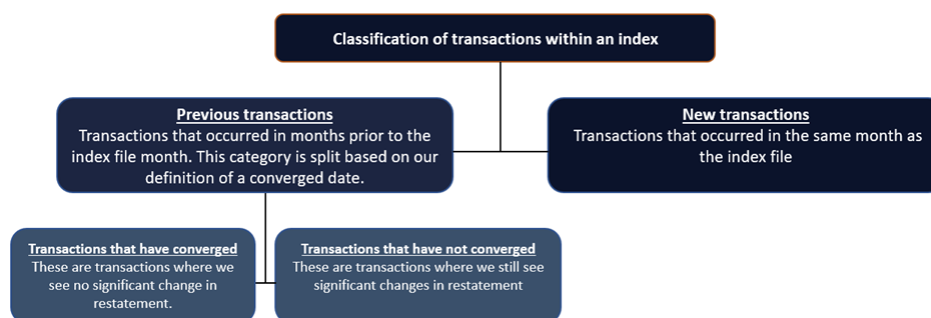 Classification of transactions within an index
Previous transactions
Transactions that occurred in months prior to the
index file month. This category is split based on our
definition of a converged date.
New transactions
Transactions that occurred in the same month as
the index file
Transactions that have converged
These are transactions where we
see no significant change in
restatement.
Transactions that have not converged
These are transactions where we still see
significant changes in restatement